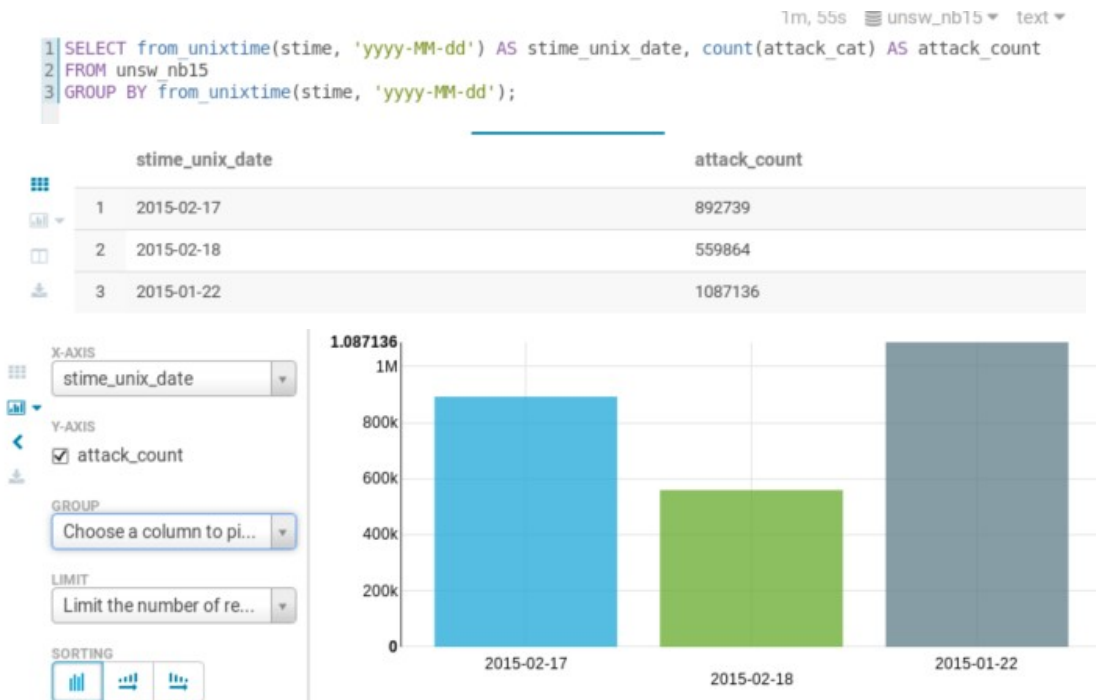 1m, 55s unsw_nb15 text
1 SELECT from_unixtime(stime, 'yyyy-MM-dd') AS stime_unix_date, count(attack_cat) AS attack_count
2 FROM unsw_nb15
3 GROUP BY from_unixtime(stime, 'yyyy-MM-dd');
stime_unix_date attack_count
1 2015-02-17 892739
2 2015-02-18 559864
3 2015-01-22 1087136
X-AXIS
stime_unix_date
Y-AXIS
attack_count
GROUP
Choose a column to pi...
LIMIT
Limit the number of re...
SORTING
1.087136
1M
800k
600k
400k
200k
0
2015-02-17
2015-02-18
2015-01-22